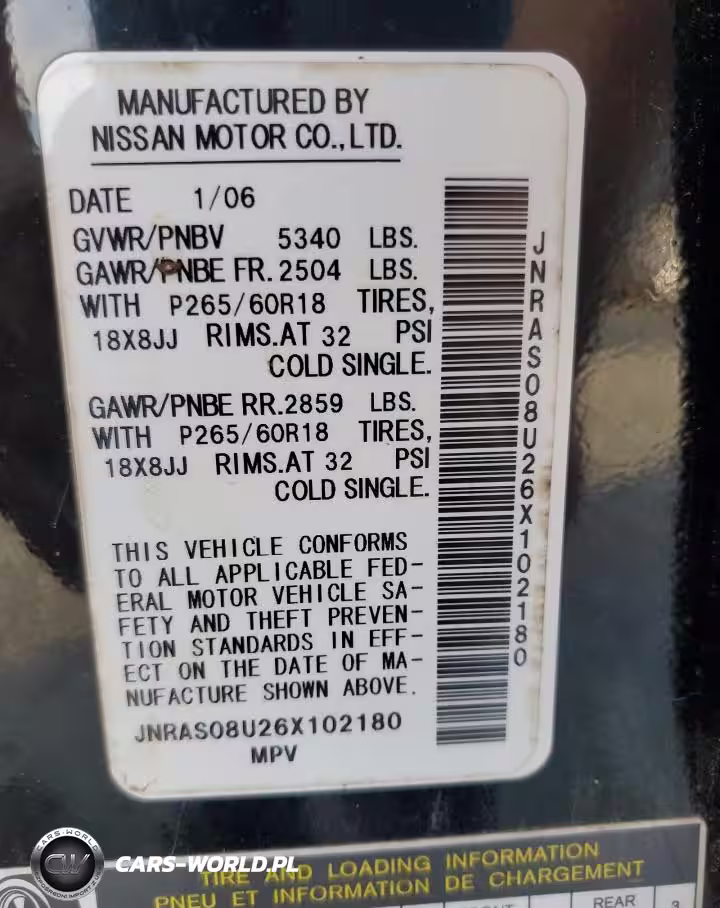 MANUFACTURED BY
NISSAN MOTOR CO., LTD.
DATE 1/06
GVWR/PNBV 5340 LBS.
GAWR/PNBE FR. 2504 LBS.
WITH P265/60R18 TIRES,
18X8JJ RIMS. AT 32 PSI
COLD SINGLE.
GAWR/PNBE RR. 2859 LBS.
WITH P265/60R18 TIRES,
18X8JJ RIMS. AT 32 PSI
COLD SINGLE.
THIS VEHICLE CONFORMS
TO ALL APPLICABLE FED-
ERAL MOTOR VEHICLE SA-
FETY AND THEFT PREVEN-
TION STANDARDS IN EFF-
ECT ON THE DATE OF MA-
NUFACTURE SHOWN ABOVE.
JNRAS08U26X102180
MPV
JNRAS08U26X102180
TIRE AND LOADING INFORMATION
PNEU ET INFORMATION DE CHARGEMENT
REAR 3
CARS-WORLD
CW
CARS-WORLD.PL